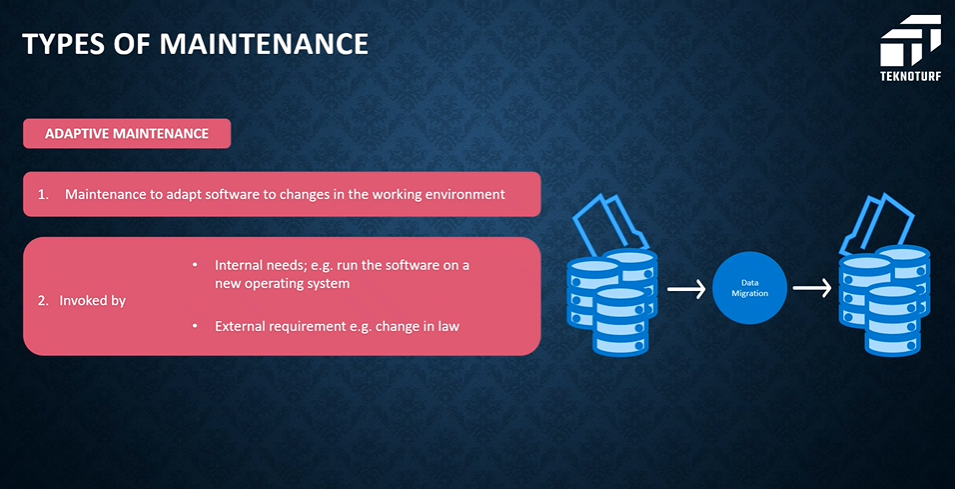 TYPES OF MAINTENANCE
TEKNOTURF
ADAPTIVE MAINTENANCE
1. Maintenance to adapt software to changes in the working environment
2. Invoked by
• Internal needs; e.g. run the software on a
new operating system
• External requirement e.g. change in law
Data
Migration